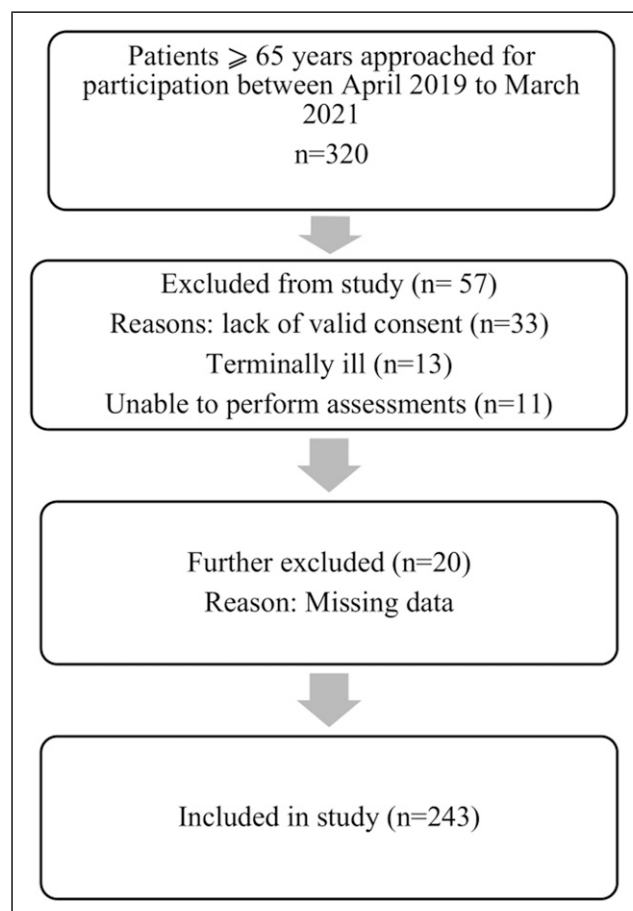 Patients ⩾ 65 years approached for
participation between April 2019 to March
2021
n=320
Excluded from study (n= 57)
Reasons: lack of valid consent (n=33)
Terminally ill (n=13)
Unable to perform assessments (n=11)
Further excluded (n=20)
Reason: Missing data
Included in study (n=243)